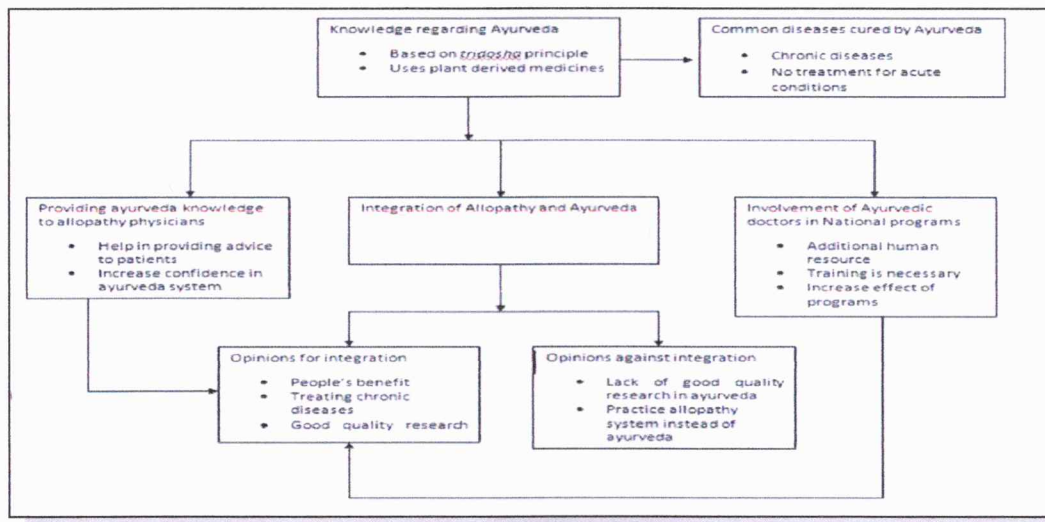 Knowledge regarding Ayurveda
• Based on tridosha principle
• Uses plant derived medicines
Common diseases cured by Ayurveda
• Chronic diseases
• No treatment for acute
conditions
Providing ayurveda knowledge
to allopathy physicians
• Help in providing advice
to patients
• Increase confidence in
ayurveda system
Integration of Allopathy and Ayurveda
Involvement of Ayurvedic
doctors in National programs
• Additional human
resource
• Training is necessary
• Increase effect of
programs
Opinions for integration
• People's benefit
• Treating chronic
diseases
• Good quality research
Opinions against integration
• Lack of good quality
research in ayurveda
• Practice allopathy
system instead of
ayurveda